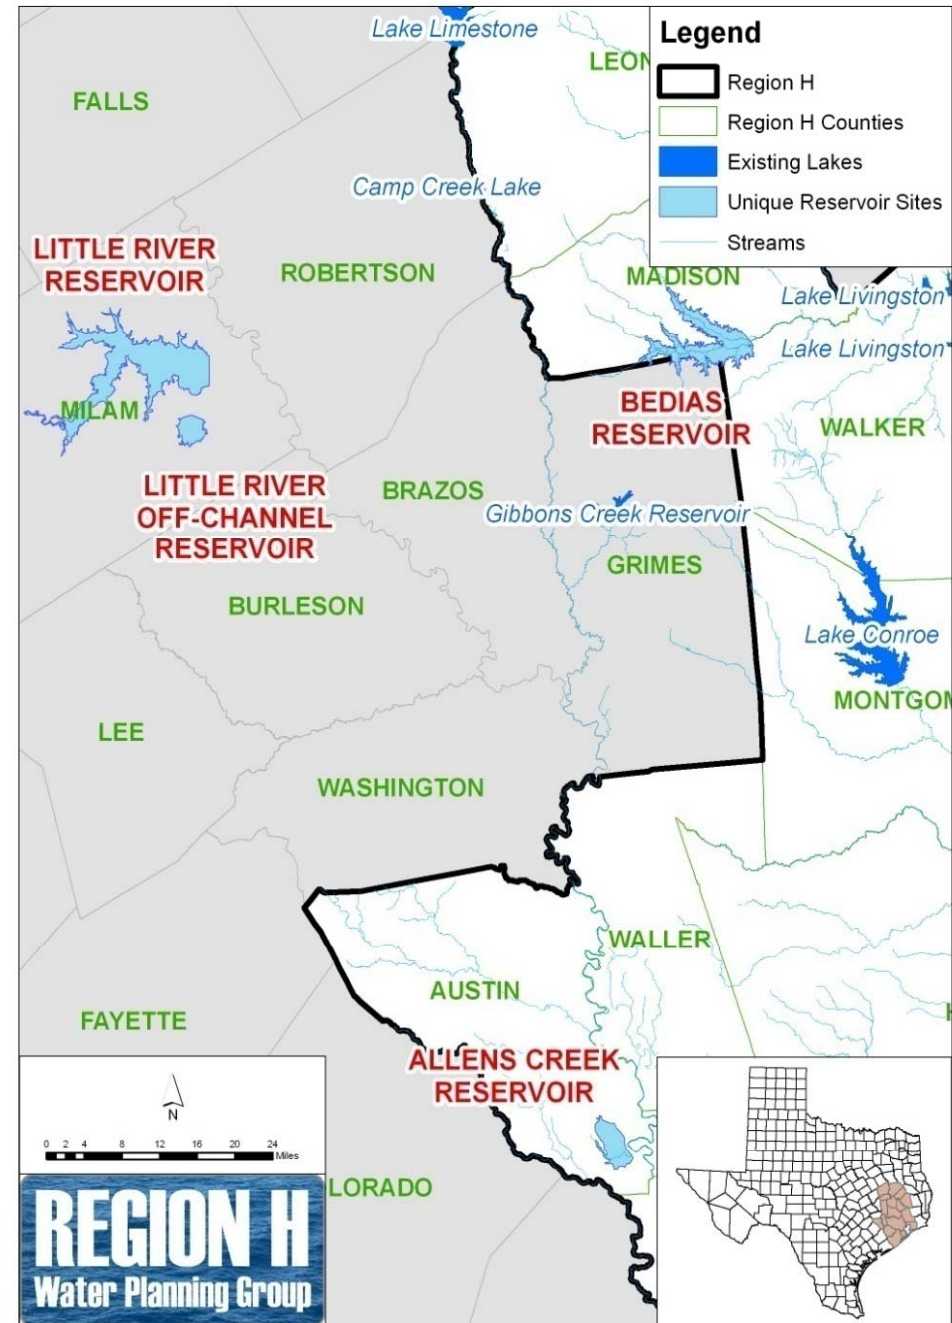 Lake Limestone
LEON
Legend
Region H
Region H Counties
Existing Lakes
Unique Reservoir Sites
Streams
FALLS
Camp Creek Lake
LITTLE RIVER
RESERVOIR
ROBERTSON
MADISON
Lake Livingston
Lake Livingston
MILAM
BEDIAS
RESERVOIR
WALKER
LITTLE RIVER
OFF-CHANNEL
RESERVOIR
BRAZOS
Gibbons Creek Reservoir
GRIMES
BURLESON
Lake Conroe
MONTGOM
LEE
WASHINGTON
WALLER
AUSTIN
FAYETTE
H
ALLENS CREEK
RESERVOIR
N
0 2 4 8 12 16 20 24
Miles
LORADO
REGION H
Water Planning Group